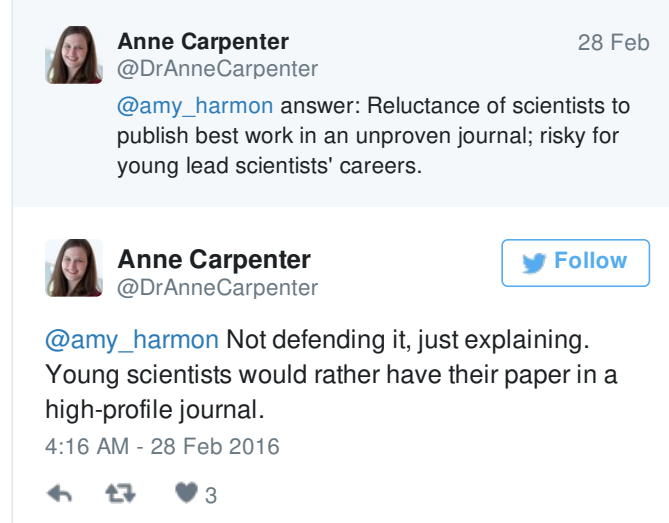 Anne Carpenter 28 Feb
@DrAnneCarpenter
@amy_harmon answer: Reluctance of scientists to
publish best work in an unproven journal; risky for
young lead scientists' careers.
Anne Carpenter Follow
@DrAnneCarpenter
@amy_harmon Not defending it, just explaining.
Young scientists would rather have their paper in a
high-profile journal.
4:16 AM - 28 Feb 2016
3